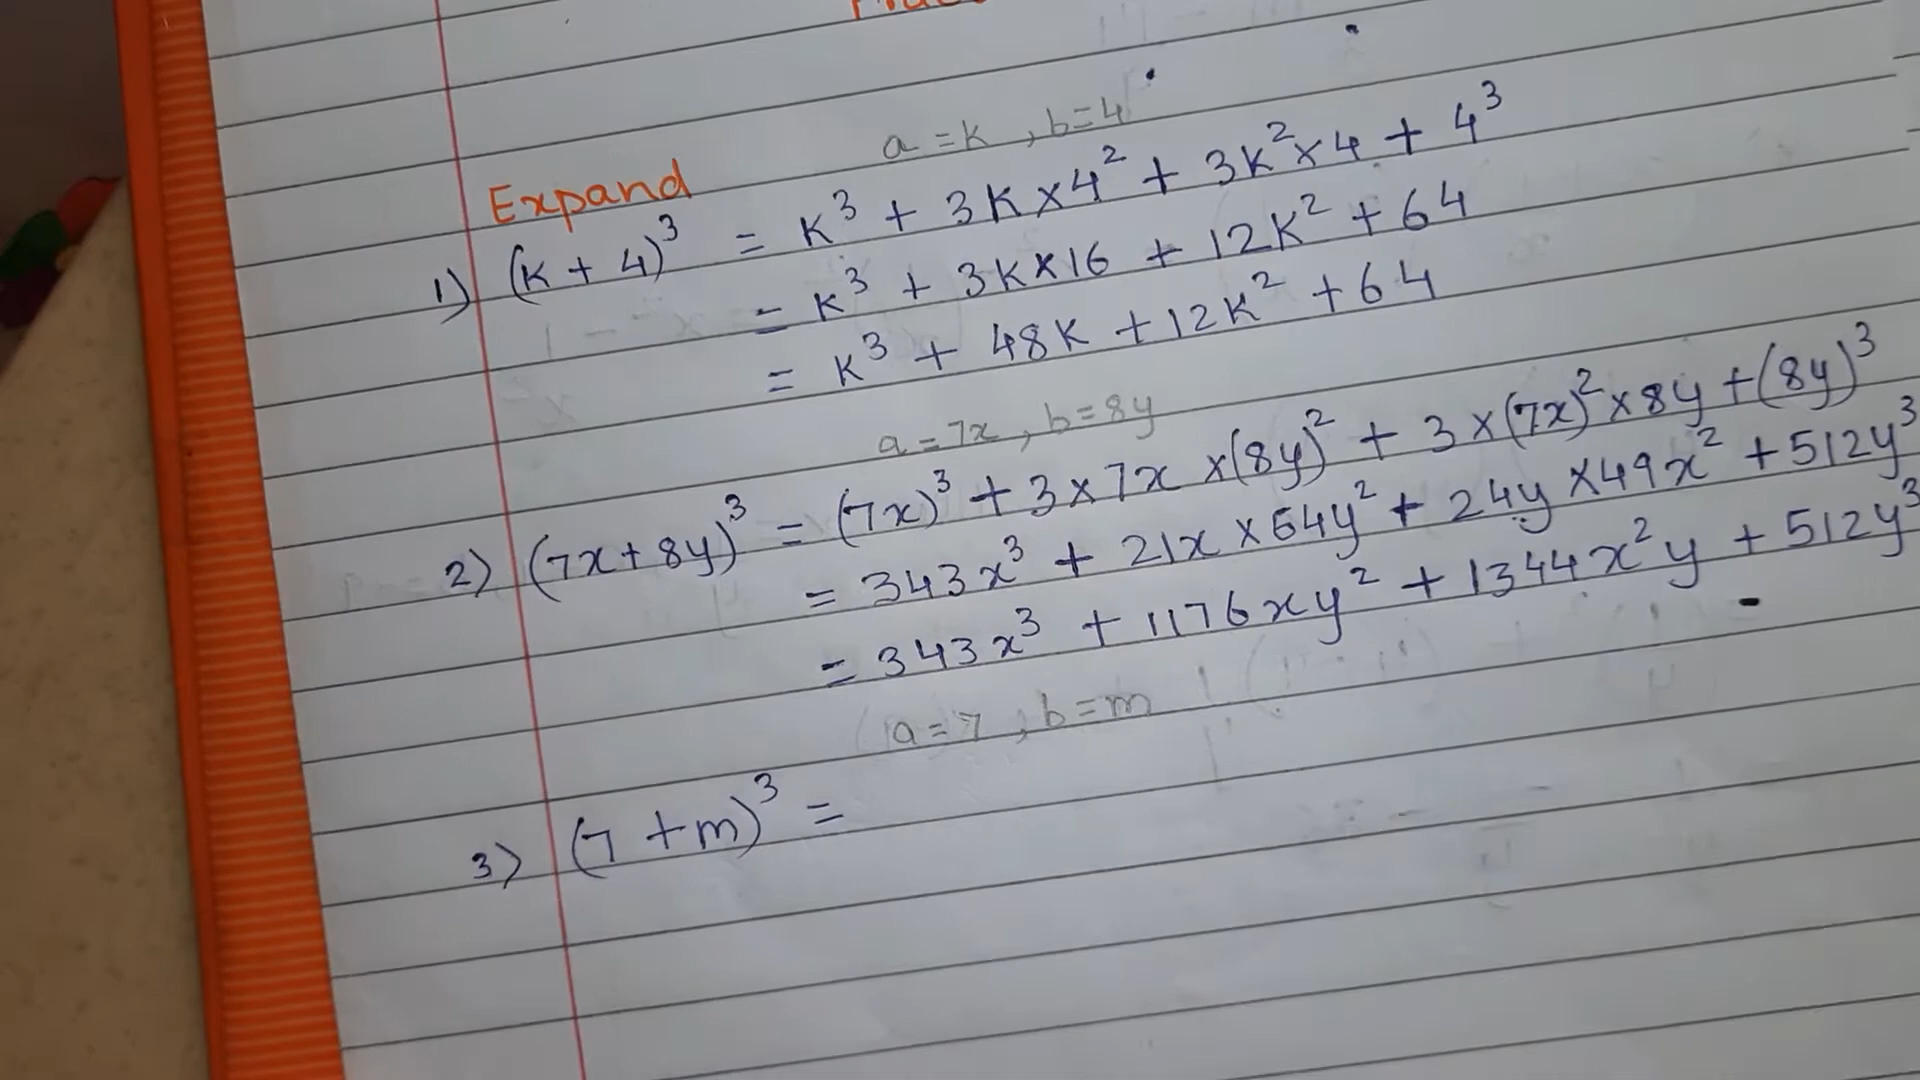 a = k , b = 4
Expand
1) (k + 4)³ = k³ + 3k × 4² + 3k² × 4 + 4³
= k³ + 3k × 16 + 12k² + 64
= k³ + 48k + 12k² + 64
a = 7x , b = 8y
2) (7x + 8y)³ = (7x)³ + 3 × 7x × (8y)² + 3 × (7x)² × 8y + (8y)³
= 343x³ + 21x × 64y² + 24y × 49x² + 512y³
= 343x³ + 1176xy² + 1344x²y + 512y³
a = 7 , b = m
3) (7 + m)³ =